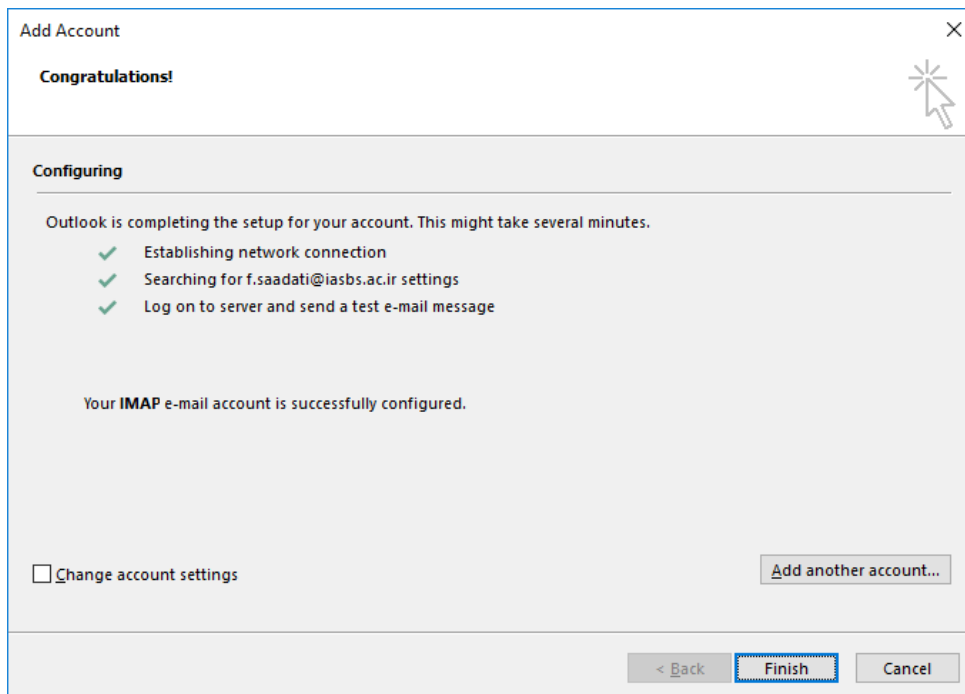 Add Account
Congratulations!
Configuring
Outlook is completing the setup for your account. This might take several minutes.
Establishing network connection
Searching for f.saadati@iasbs.ac.ir settings
Log on to server and send a test e-mail message
Your IMAP e-mail account is successfully configured.
Change account settings
Add another account...
< Back
Finish
Cancel